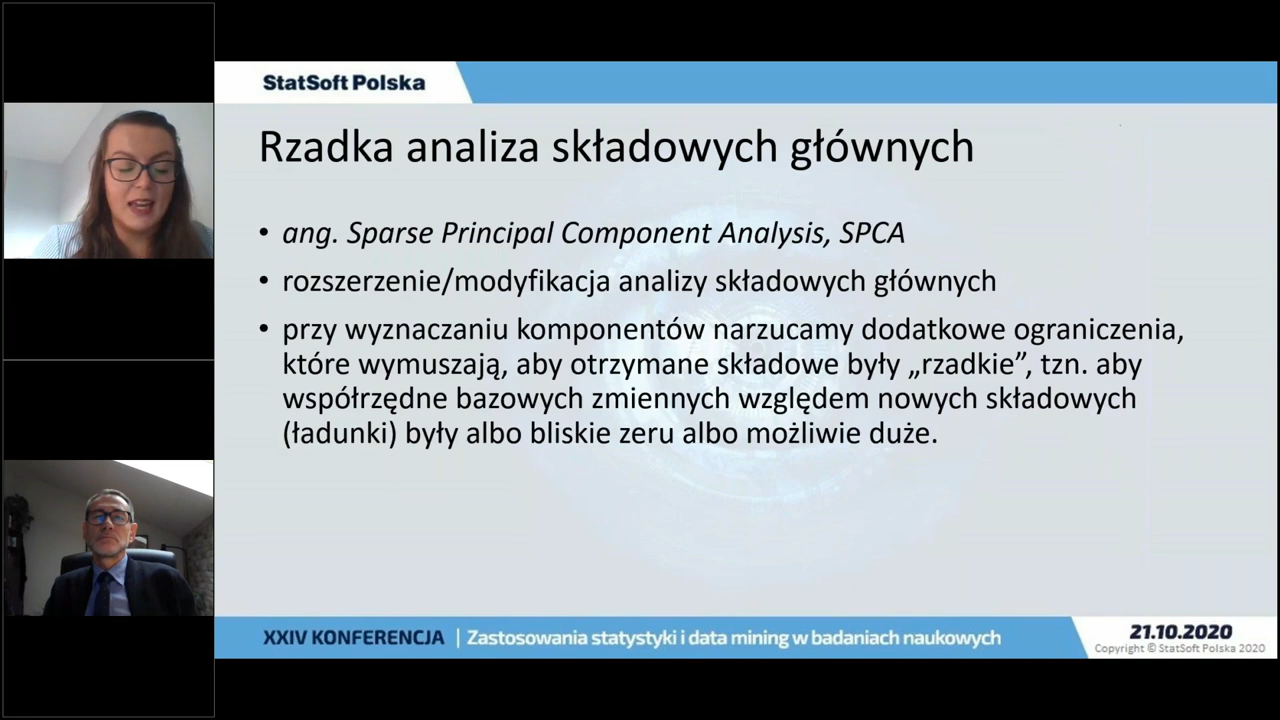 StatSoft Polska
Rzadka analiza składowych głównych
• ang. Sparse Principal Component Analysis, SPCA
• rozszerzenie/modyfikacja analizy składowych głównych
• przy wyznaczaniu komponentów narzucamy dodatkowe ograniczenia,
które wymuszają, aby otrzymane składowe były „rzadkie”, tzn. aby
współrzędne bazowych zmiennych względem nowych składowych
(ładunki) były albo bliskie zeru albo możliwie duże.
XXIV KONFERENCJA | Zastosowania statystyki i data mining w badaniach naukowych
21.10.2020
Copyright © StatSoft Polska 2020